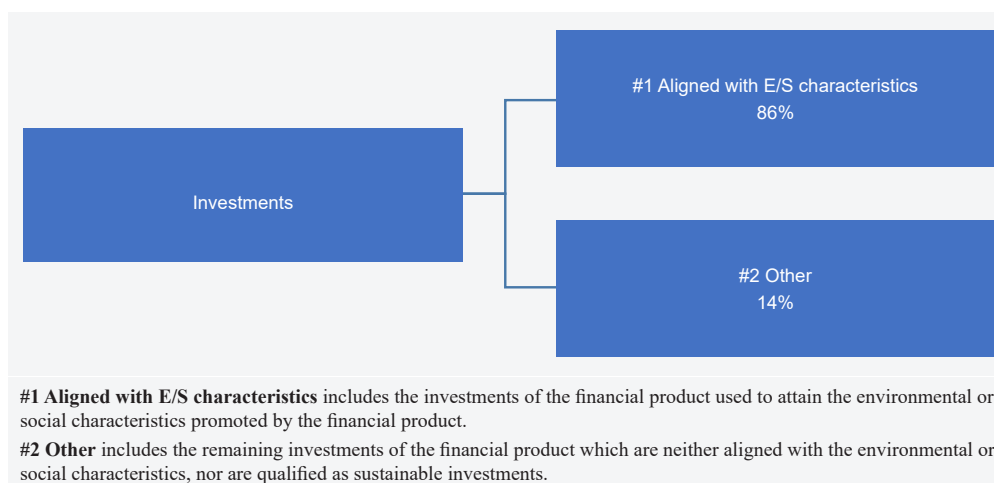 #1 Aligned with E/S characteristics
86%
Investments
#2 Other
14%
#1 Aligned with E/S characteristics includes the investments of the financial product used to attain the environmental or
social characteristics promoted by the financial product.
#2 Other includes the remaining investments of the financial product which are neither aligned with the environmental or
social characteristics, nor are qualified as sustainable investments.